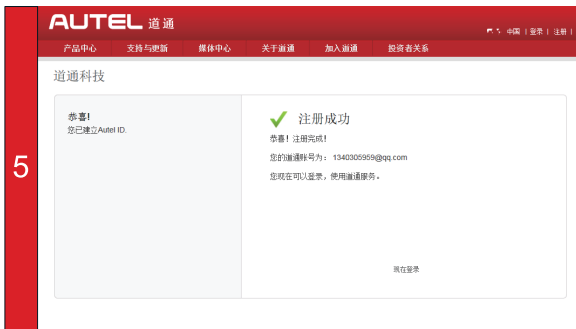 AUTEL 道通
中国 | 登录 | 注册 |
产品中心 支持与更新 媒体中心 关于道通 加入道通 投资者关系
道通科技
恭喜!
您已建立Autel ID.
注册成功
恭喜! 注册完成!
您的道通账号为: 1340305959@qq.com
您现在可以登录, 使用道通服务。
现在登录
5